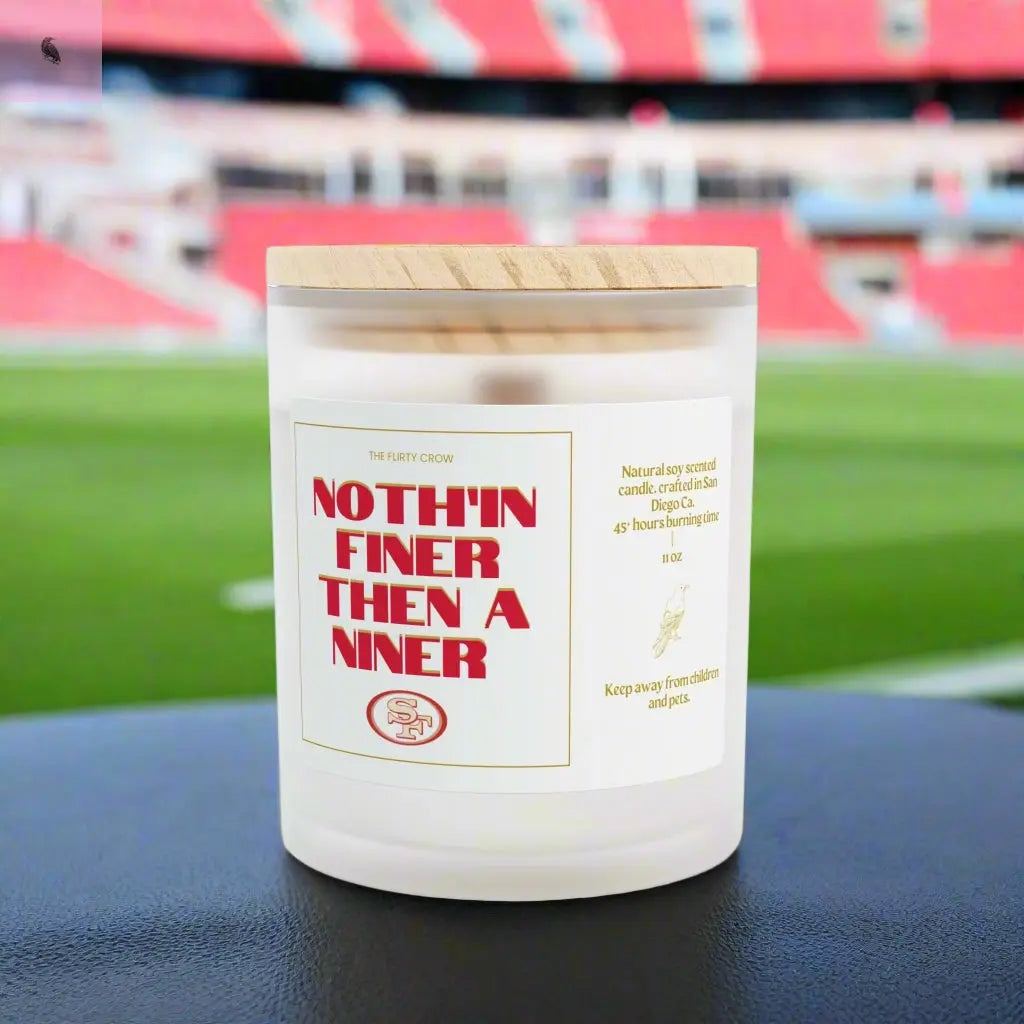 THE FLIRTY CROW
NOTH'IN
FINER
THEN A
NINER
SF
Natural soy scented
candle, crafted in San
Diego Ca.
45+ hours burning time
|
11 OZ
Keep away from children
and pets.